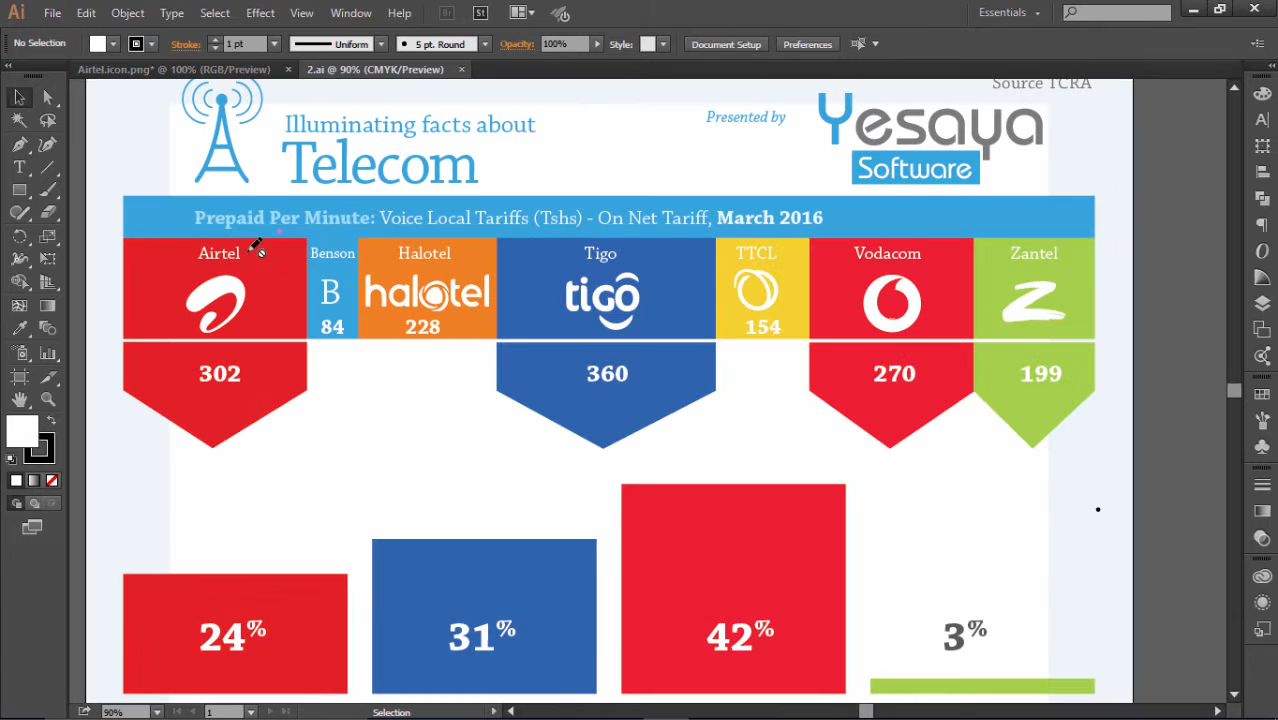 Ai File Edit Object Type Select Effect View Window Help Br St Essentials
No Selection Stroke: 1 pt Uniform 5 pt. Round Opacity: 100% Style: Document Setup Preferences
Airtel.icon.png* @ 100% (RGB/Preview) × 2.ai @ 90% (CMYK/Preview) ×
Source TCRA
Illuminating facts about
Telecom
Presented by
Yesaya
Software
Prepaid Per Minute: Voice Local Tariffs (Tshs) - On Net Tariff, March 2016
Airtel Benson Halotel Tigo TTCL Vodacom Zantel
B halotel tigo Z
84 228 154
302 360 270 199
24% 31% 42% 3%
90% 1 Selection